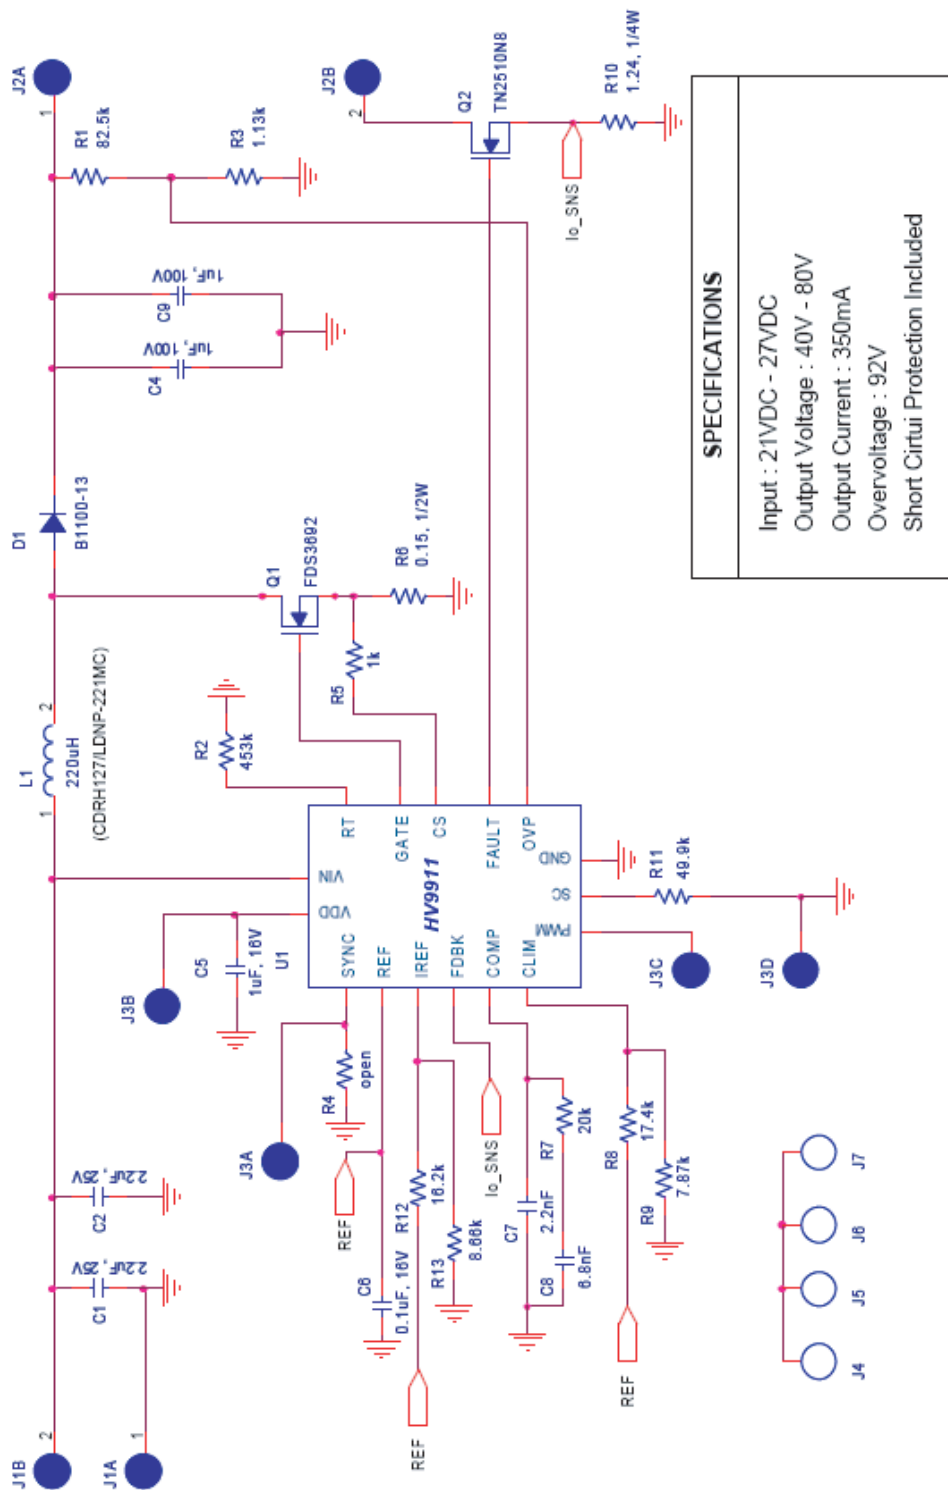 J1B
2
J1A
1
C1
2.2uF, 25V
C2
2.2uF, 25V
J3B
C5
1uF, 16V
U1
1
L1
220uH
2
(CDRH127/LDNP-221MC)
D1
B1100-13
C4
1uF, 100V
C9
1uF, 100V
R1
82.5k
R3
1.13k
1
J2A
2
J2B
Q2
TN2510N8
Io_SNS
R10
1.24, 1/4W
Q1
FDS3692
R6
0.15, 1/2W
R5
1k
R2
453k
VDD
VIN
SYNC
REF
IREF
FDBK
COMP
CLIM
HV9911
RT
GATE
CS
FAULT
OVP
PWM
SC
GND
J3A
R4
open
REF
C6
0.1uF, 16V
REF
R12
16.2k
R13
8.66k
Io_SNS
C7
2.2nF
C8
6.8nF
R7
20k
REF
R8
17.4k
R9
7.87k
J3C
J3D
R11
49.9k
J4
J5
J6
J7
SPECIFICATIONS
Input : 21VDC - 27VDC
Output Voltage : 40V - 80V
Output Current : 350mA
Overvoltage : 92V
Short Cirtui Protection Included